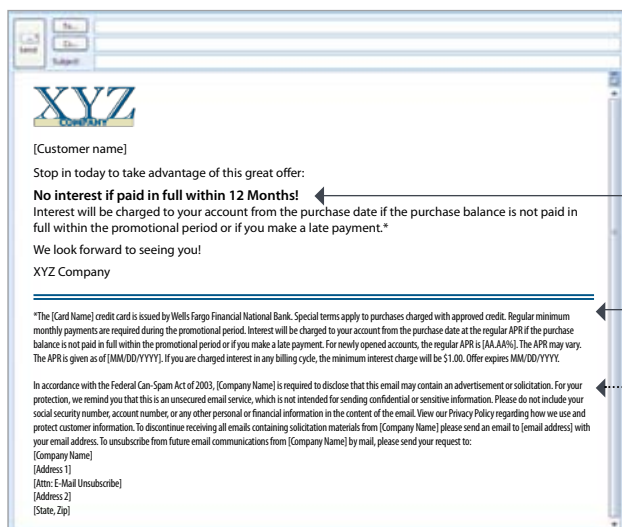 To...
Cc...
Send
Subject:
XYZ
COMPANY
[Customer name]
Stop in today to take advantage of this great offer:
No interest if paid in full within 12 Months!
Interest will be charged to your account from the purchase date if the purchase balance is not paid in
full within the promotional period or if you make a late payment.*
We look forward to seeing you!
XYZ Company
*The [Card Name] credit card is issued by Wells Fargo Financial National Bank. Special terms apply to purchases charged with approved credit. Regular minimum
monthly payments are required during the promotional period. Interest will be charged to your account from the purchase date at the regular APR if the purchase
balance is not paid in full within the promotional period or if you make a late payment. For newly opened accounts, the regular APR is [AA.AA%]. The APR may vary.
The APR is given as of [MM/DD/YYYY]. If you are charged interest in any billing cycle, the minimum interest charge will be $1.00. Offer expires MM/DD/YYYY.
In accordance with the Federal Can-Spam Act of 2003, [Company Name] is required to disclose that this email may contain an advertisement or solicitation. For your
protection, we remind you that this is an unsecured email service, which is not intended for sending confidential or sensitive information. Please do not include your
social security number, account number, or any other personal or financial information in the content of the email. View our Privacy Policy regarding how we use and
protect customer information. To discontinue receiving all emails containing solicitation materials from [Company Name] please send an email to [email address] with
your email address. To unsubscribe from future email communications from [Company Name] by mail, please send your request to:
[Company Name]
[Address 1]
[Attn: E-Mail Unsubscribe]
[Address 2]
[State, Zip]